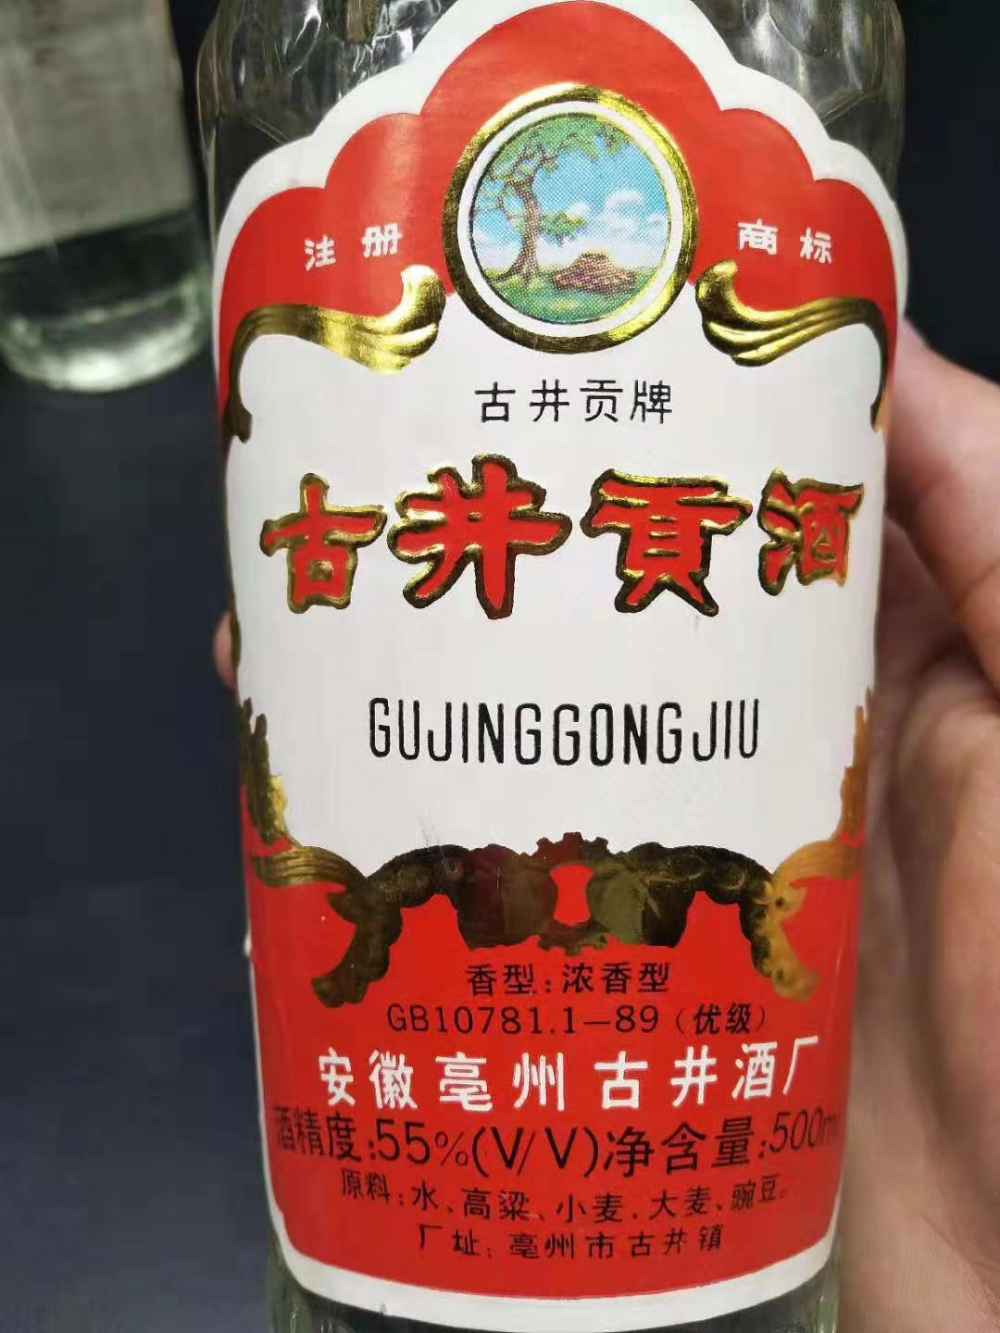 注册 商标
古井贡牌
古井貢酒
GUJINGGONGJIU
香型:浓香型
GB10781.1—89(优级)
安徽亳州古井酒厂
酒精度:55%(V/V)净含量:500ml
原料:水、高粱、小麦、大麦、豌豆。
厂址:亳州市古井镇